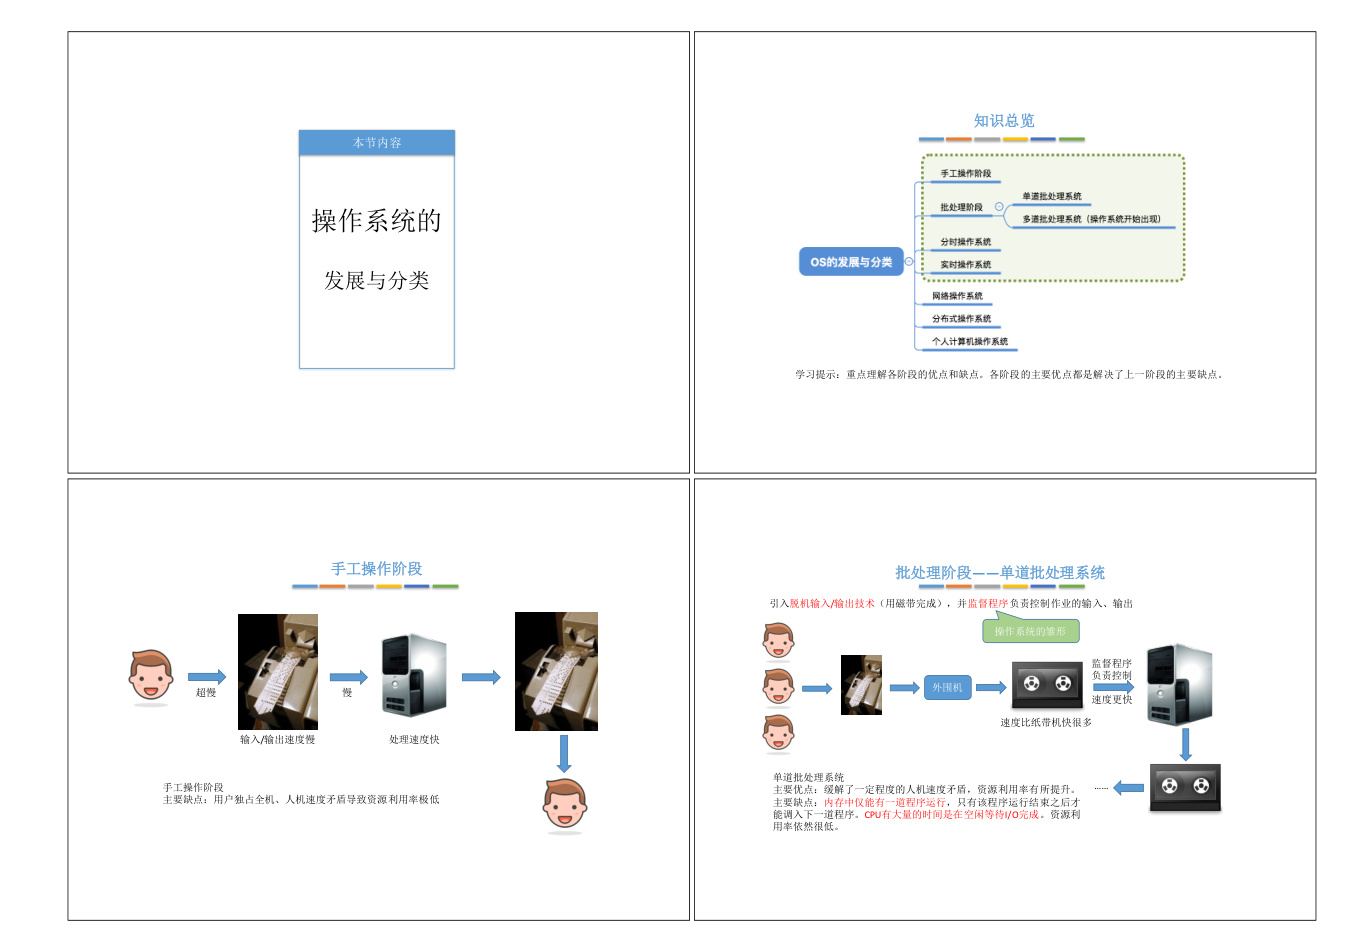 本节内容
操作系统的
发展与分类
知识总览
手工操作阶段
单道批处理系统
批处理阶段
多道批处理系统（操作系统开始出现）
分时操作系统
OS的发展与分类
实时操作系统
网络操作系统
分布式操作系统
个人计算机操作系统
学习提示：重点理解各阶段的优点和缺点。各阶段的主要优点都是解决了上一阶段的主要缺点。
手工操作阶段
超慢
慢
输入/输出速度慢
处理速度快
手工操作阶段
主要缺点：用户独占全机、人机速度矛盾导致资源利用率极低
批处理阶段——单道批处理系统
引入脱机输入/输出技术（用磁带完成），并监督程序负责控制作业的输入、输出
操作系统的雏形
外围机
监督程序
负责控制
速度更快
速度比纸带机快很多
单道批处理系统
主要优点：缓解了一定程度的人机速度矛盾，资源利用率有所提升。
主要缺点：内存中仅能有一道程序运行，只有该程序运行结束之后才
能调入下一道程序。CPU有大量的时间是在空闲等待I/O完成。资源利
用率依然很低。
……